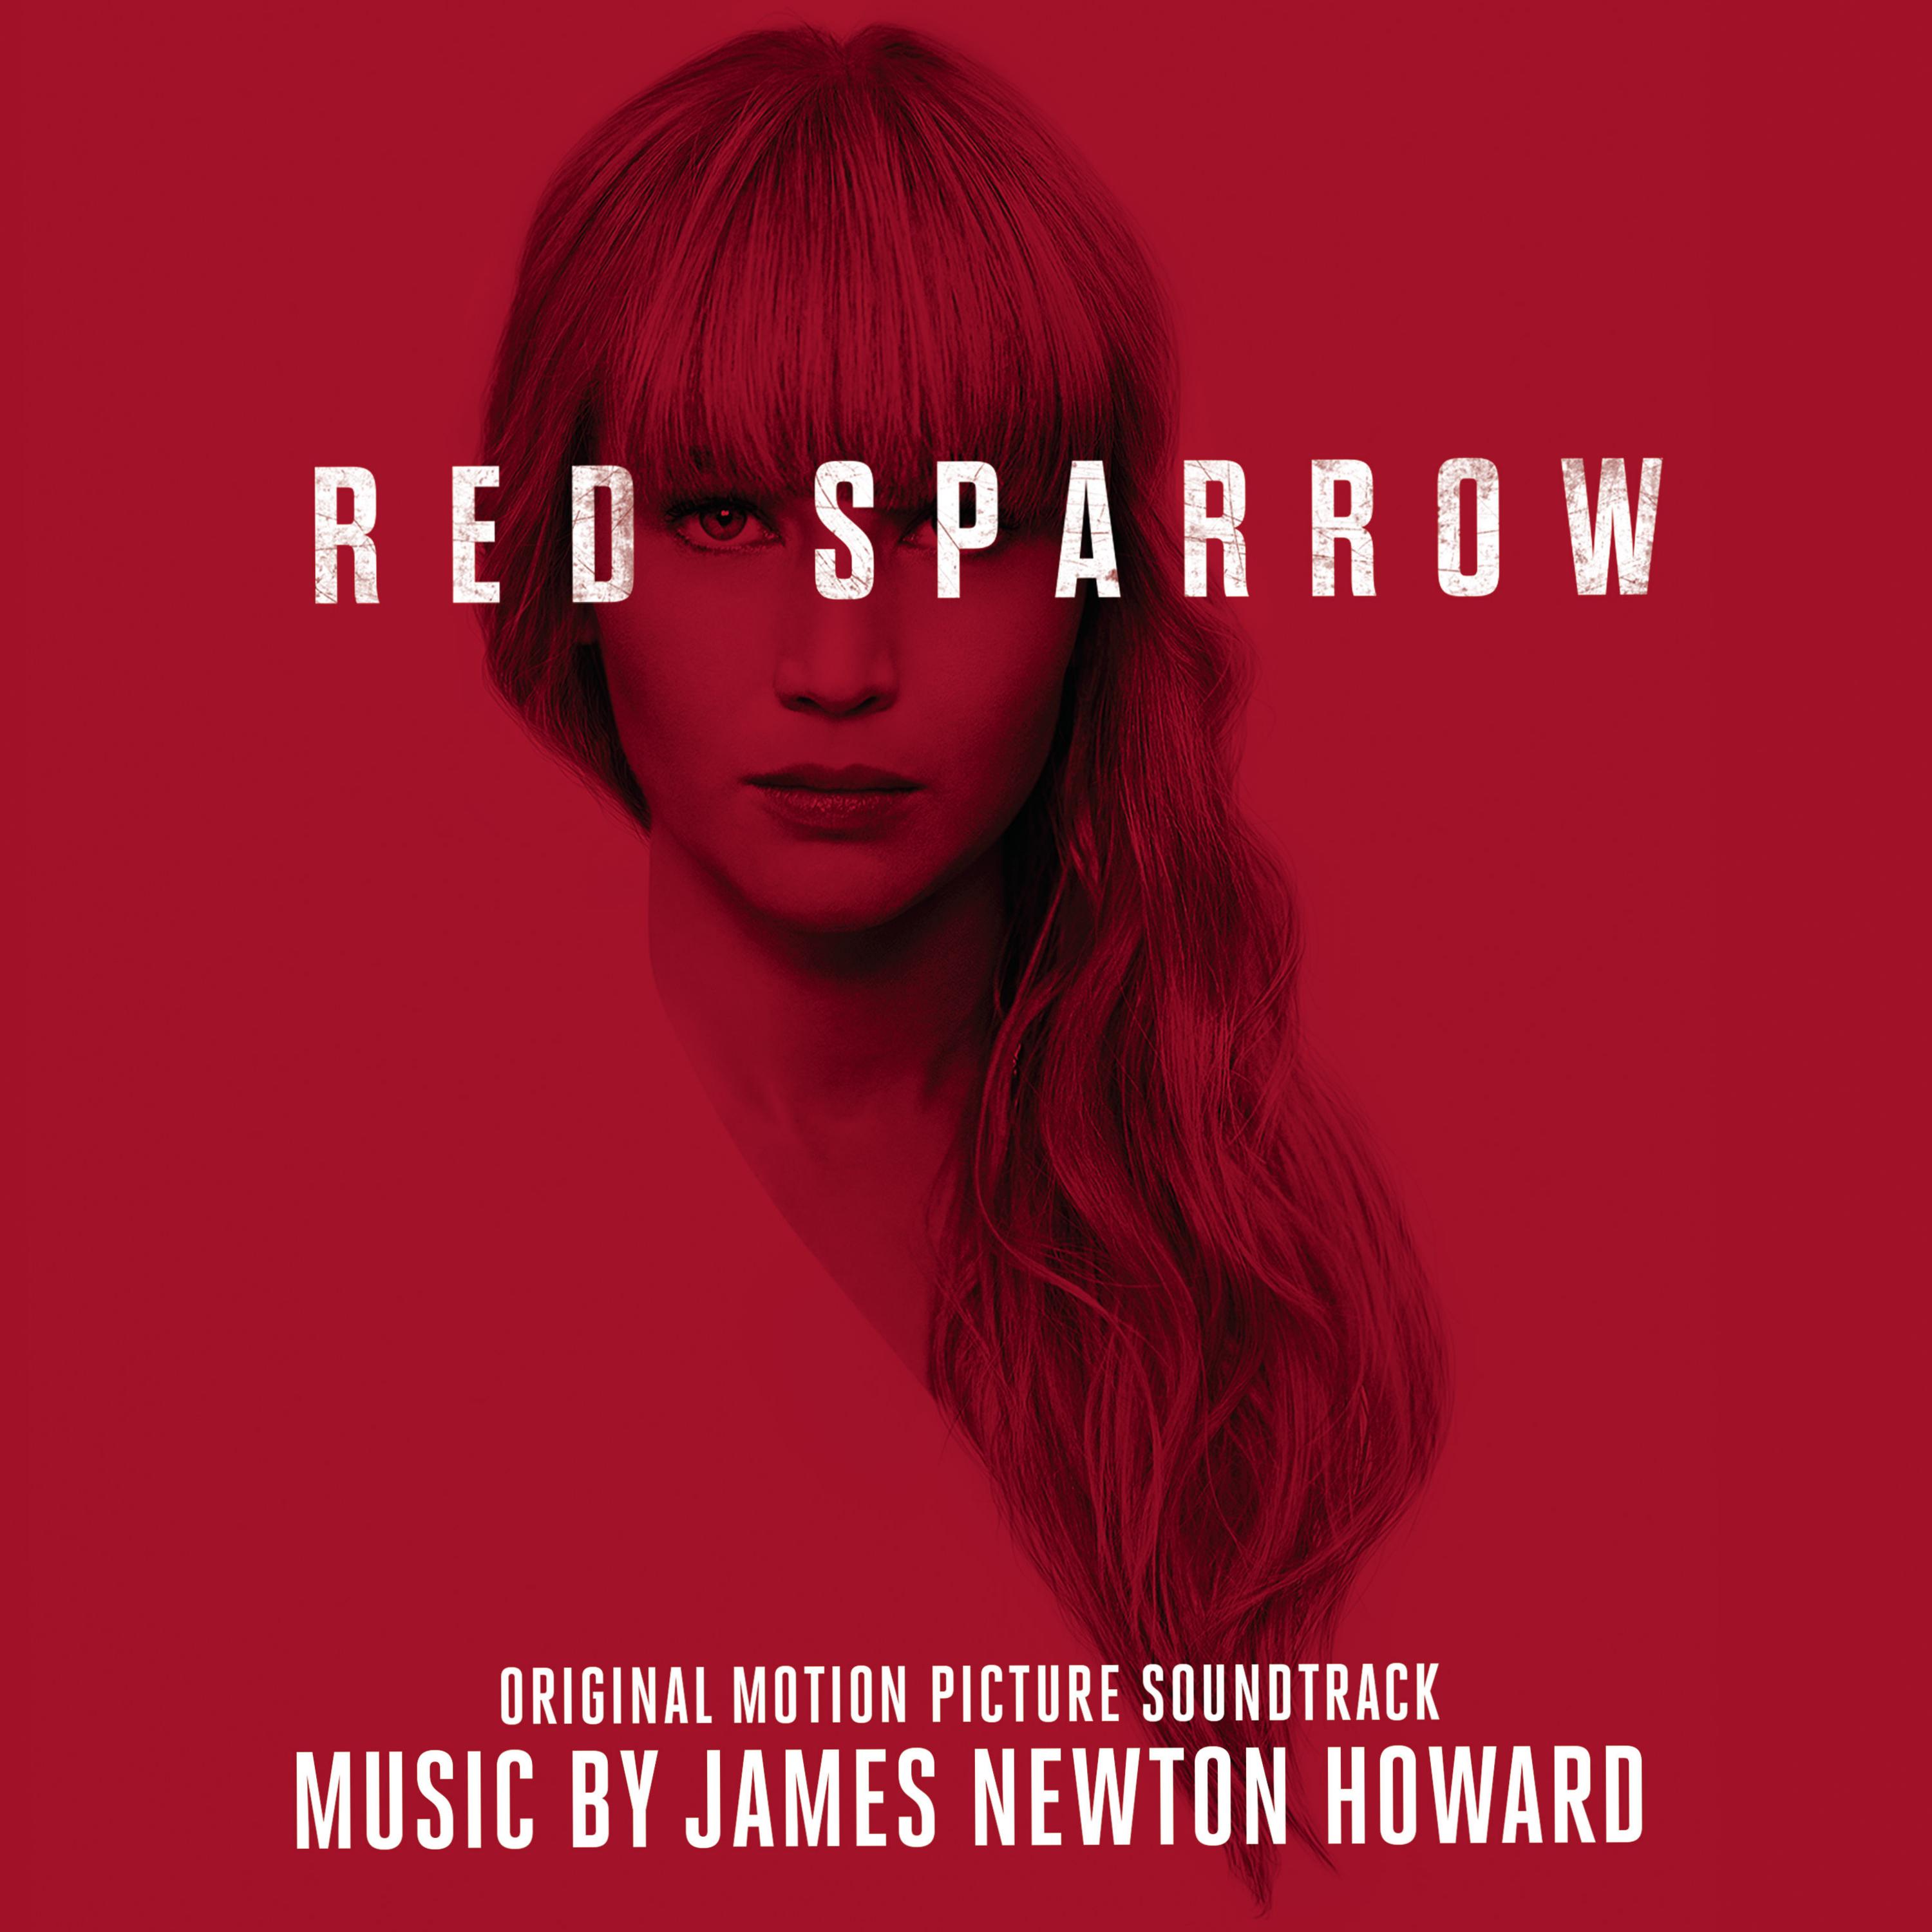 RED SPARROW
ORIGINAL MOTION PICTURE SOUNDTRACK
MUSIC BY JAMES NEWTON HOWARD